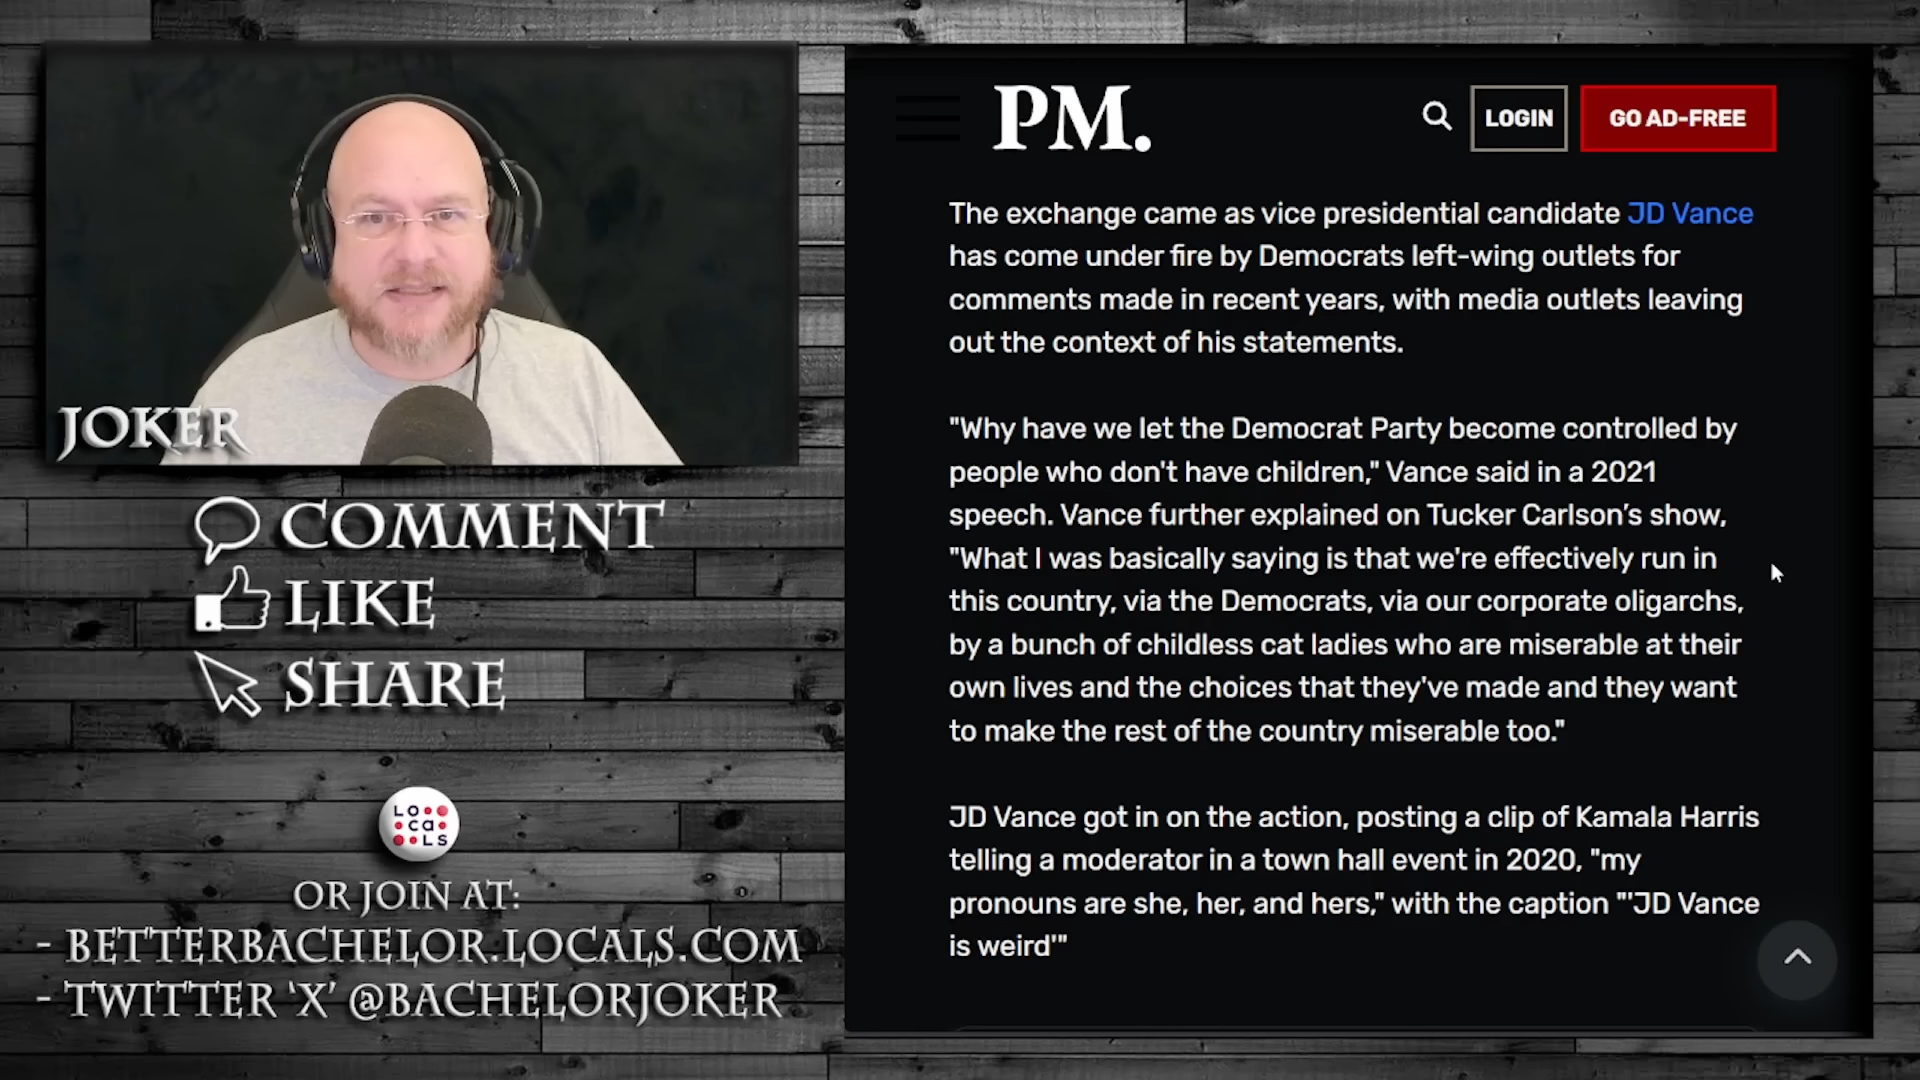 JOKER
COMMENT
LIKE
SHARE
LOCALS
OR JOIN AT:
- BETTERBACHELOR.LOCALS.COM
- TWITTER ‘X’ @BACHELORJOKER
PM.
LOGIN
GO AD-FREE
The exchange came as vice presidential candidate JD Vance
has come under fire by Democrats left-wing outlets for
comments made in recent years, with media outlets leaving
out the context of his statements.
"Why have we let the Democrat Party become controlled by
people who don't have children," Vance said in a 2021
speech. Vance further explained on Tucker Carlson’s show,
"What I was basically saying is that we're effectively run in
this country, via the Democrats, via our corporate oligarchs,
by a bunch of childless cat ladies who are miserable at their
own lives and the choices that they've made and they want
to make the rest of the country miserable too."
JD Vance got in on the action, posting a clip of Kamala Harris
telling a moderator in a town hall event in 2020, "my
pronouns are she, her, and hers," with the caption "'JD Vance
is weird'"